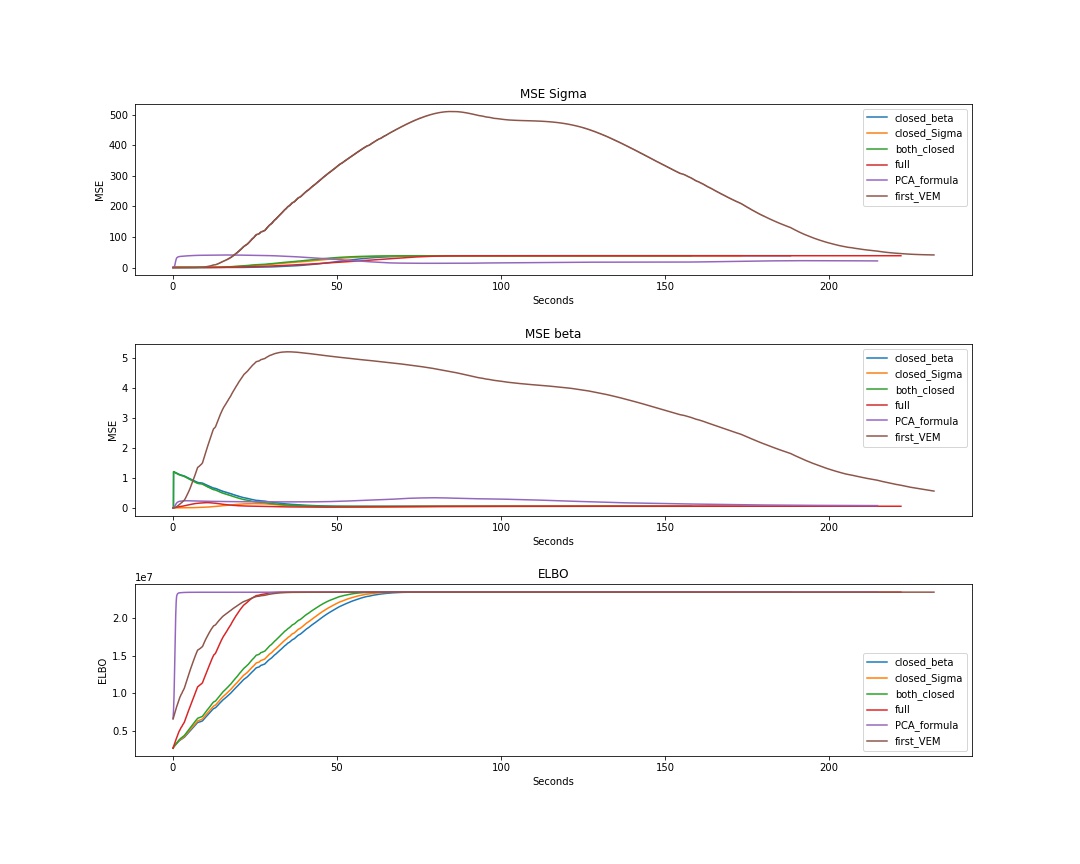 MSE Sigma
MSE
500
400
300
200
100
0
closed_beta
closed_Sigma
both_closed
full
PCA_formula
first_VEM
0 50 100 150 200
Seconds
MSE beta
MSE
5
4
3
2
1
0
closed_beta
closed_Sigma
both_closed
full
PCA_formula
first_VEM
0 50 100 150 200
Seconds
ELBO
1e7
ELBO
2.0
1.5
1.0
0.5
closed_beta
closed_Sigma
both_closed
full
PCA_formula
first_VEM
0 50 100 150 200
Seconds